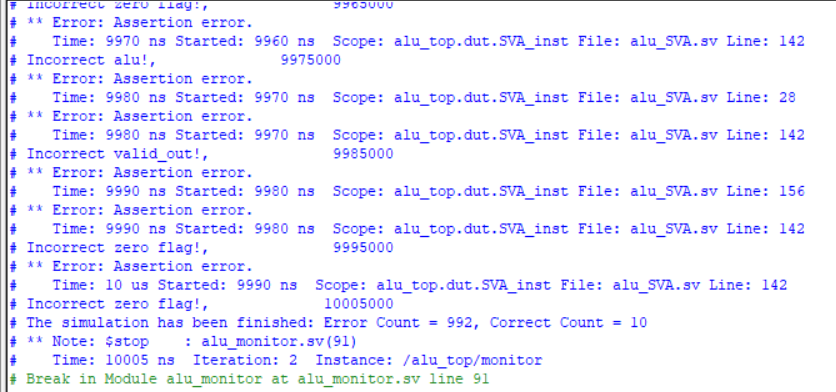 # Incorrect zero flag!, 9965000
# ** Error: Assertion error.
# Time: 9970 ns Started: 9960 ns Scope: alu_top.dut.SVA_inst File: alu_SVA.sv Line: 142
# Incorrect alu!, 9975000
# ** Error: Assertion error.
# Time: 9980 ns Started: 9970 ns Scope: alu_top.dut.SVA_inst File: alu_SVA.sv Line: 28
# ** Error: Assertion error.
# Time: 9980 ns Started: 9970 ns Scope: alu_top.dut.SVA_inst File: alu_SVA.sv Line: 142
# Incorrect valid_out!, 9985000
# ** Error: Assertion error.
# Time: 9990 ns Started: 9980 ns Scope: alu_top.dut.SVA_inst File: alu_SVA.sv Line: 156
# ** Error: Assertion error.
# Time: 9990 ns Started: 9980 ns Scope: alu_top.dut.SVA_inst File: alu_SVA.sv Line: 142
# Incorrect zero flag!, 9995000
# ** Error: Assertion error.
# Time: 10 us Started: 9990 ns Scope: alu_top.dut.SVA_inst File: alu_SVA.sv Line: 142
# Incorrect zero flag!, 10005000
# The simulation has been finished: Error Count = 992, Correct Count = 10
# ** Note: $stop : alu_monitor.sv(91)
# Time: 10005 ns Iteration: 2 Instance: /alu_top/monitor
# Break in Module alu_monitor at alu_monitor.sv line 91